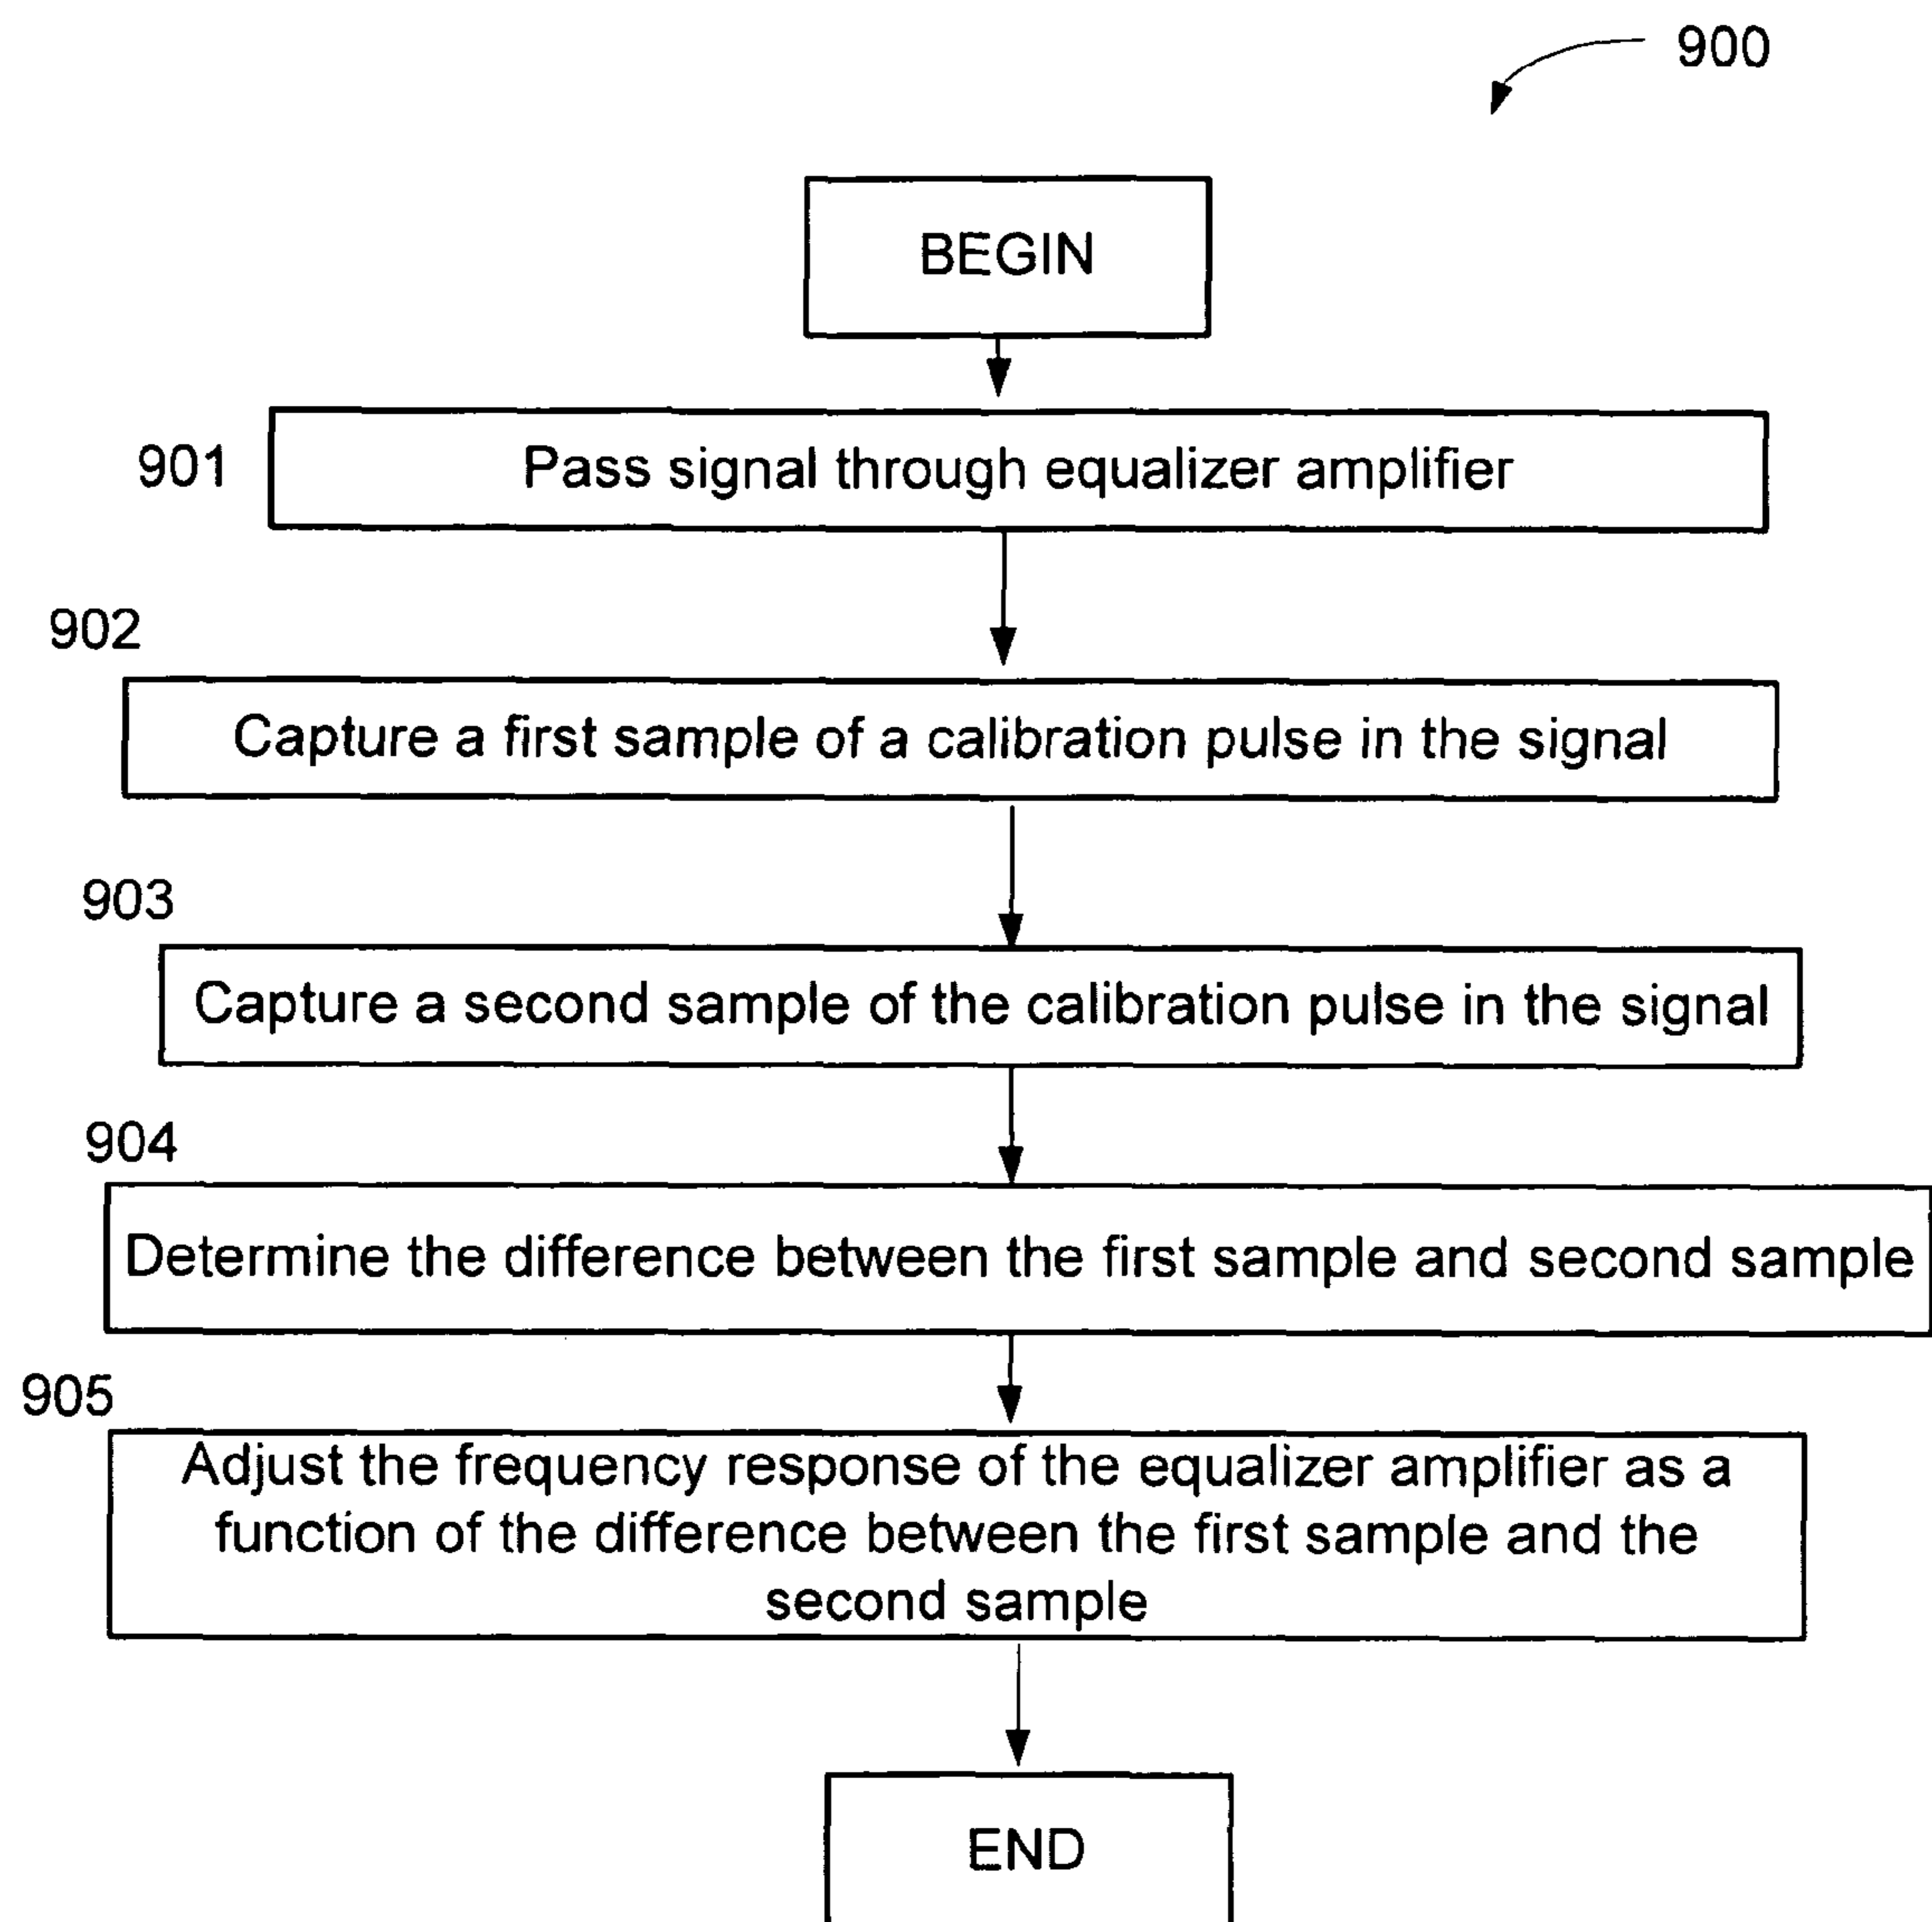 900
BEGIN
901
Pass signal through equalizer amplifier
902
Capture a first sample of a calibration pulse in the signal
903
Capture a second sample of the calibration pulse in the signal
904
Determine the difference between the first sample and second sample
905
Adjust the frequency response of the equalizer amplifier as a
function of the difference between the first sample and the
second sample
END